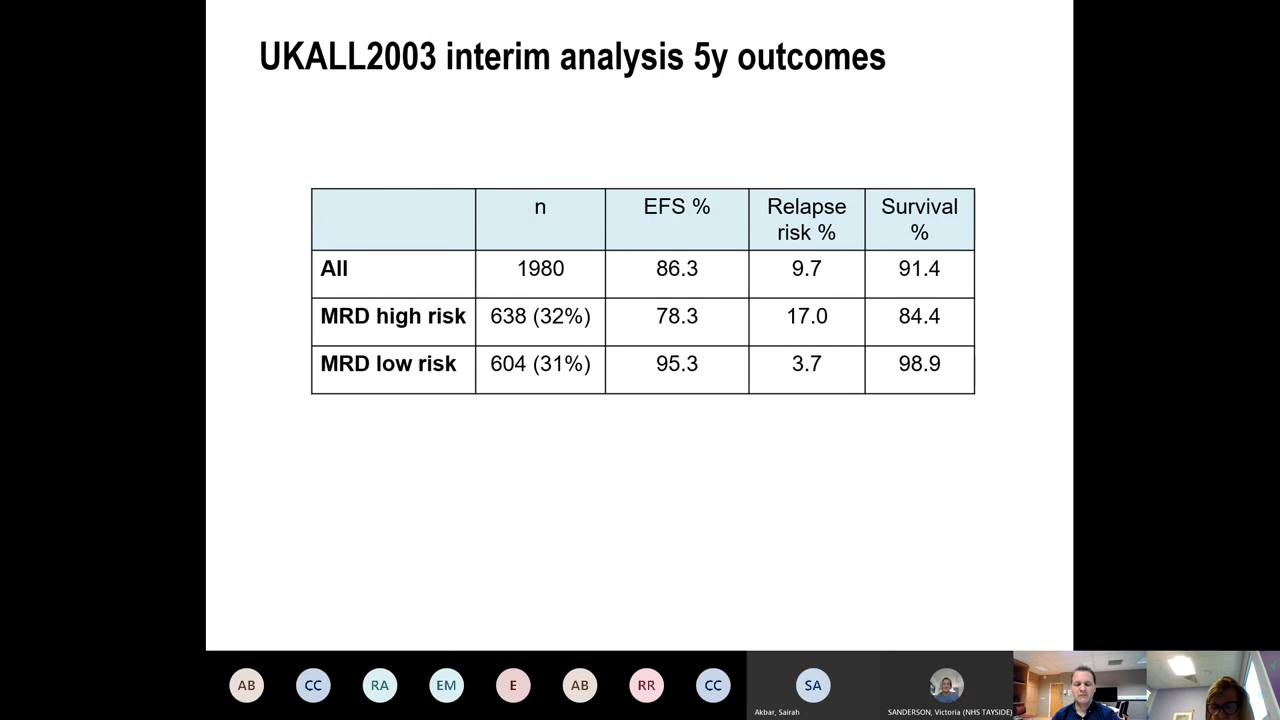 UKALL2003 interim analysis 5y outcomes
n EFS % Relapse risk % Survival %
All 1980 86.3 9.7 91.4
MRD high risk 638 (32%) 78.3 17.0 84.4
MRD low risk 604 (31%) 95.3 3.7 98.9
AB CC RA EM E AB RR CC SA
Akbar, Sairah SANDERSON, Victoria (NHS TAYSIDE)